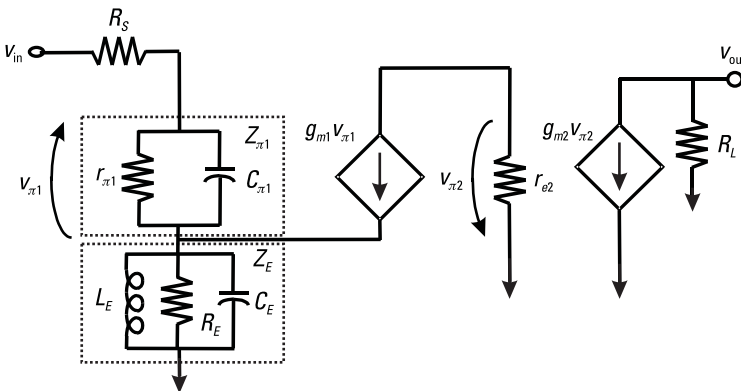 R_S
v_in
v_ou
Z_π1
g_m1 v_π1
g_m2 v_π2
r_π1
C_π1
v_π1
v_π2
r_e2
R_L
Z_E
L_E
R_E
C_E